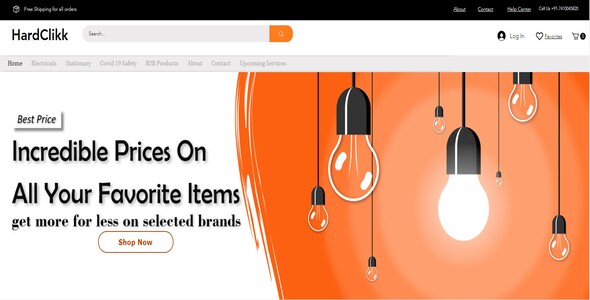 Free Shipping for all orders
About Contact Help Center Call Us +91-7410045820
HardClikk
Search...
Log In
Favorites
0
Home Electricals Stationary Covid 19 Safety B2B Products About Contact Upcoming Services
Best Price
Incredible Prices On
All Your Favorite Items
get more for less on selected brands
Shop Now